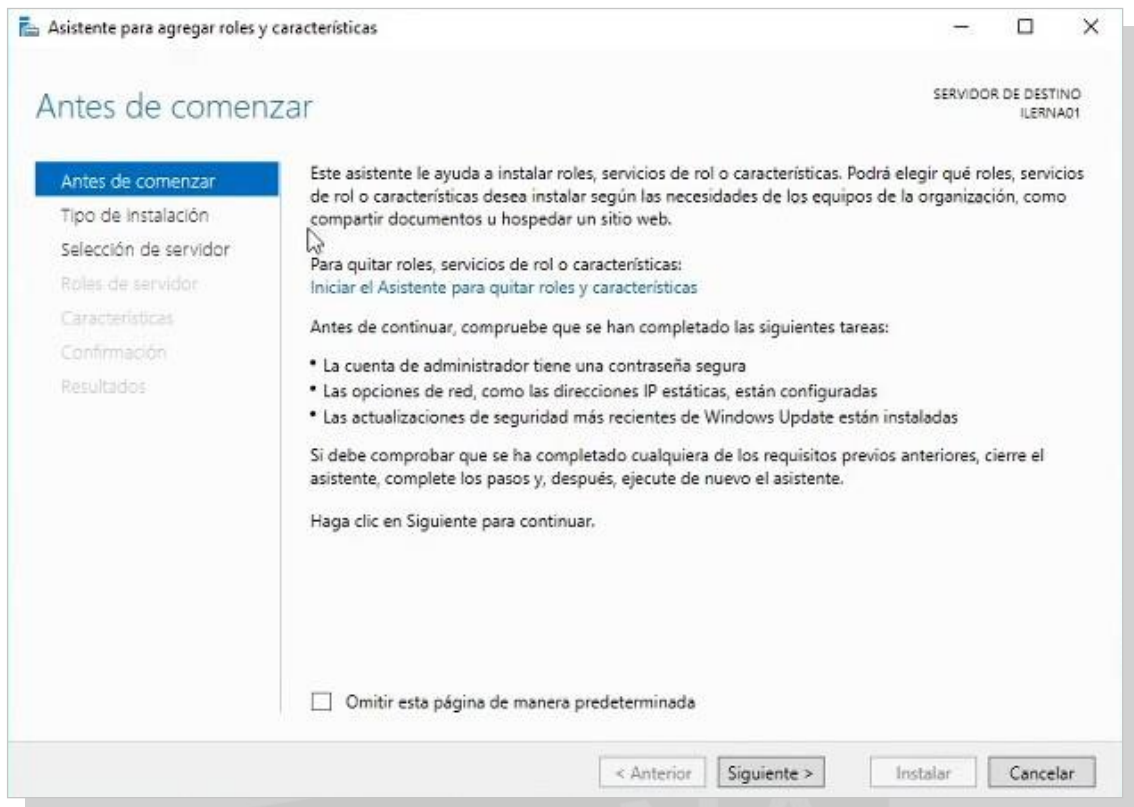 Asistente para agregar roles y características
Antes de comenzar
SERVIDOR DE DESTINO
ILERNA01
Antes de comenzar
Tipo de instalación
Selección de servidor
Roles de servidor
Características
Confirmación
Resultados
Este asistente le ayuda a instalar roles, servicios de rol o características. Podrá elegir qué roles, servicios
de rol o características desea instalar según las necesidades de los equipos de la organización, como
compartir documentos u hospedar un sitio web.
Para quitar roles, servicios de rol o características:
Iniciar el Asistente para quitar roles y características
Antes de continuar, compruebe que se han completado las siguientes tareas:
• La cuenta de administrador tiene una contraseña segura
• Las opciones de red, como las direcciones IP estáticas, están configuradas
• Las actualizaciones de seguridad más recientes de Windows Update están instaladas
Si debe comprobar que se ha completado cualquiera de los requisitos previos anteriores, cierre el
asistente, complete los pasos y, después, ejecute de nuevo el asistente.
Haga clic en Siguiente para continuar.
Omitir esta página de manera predeterminada
< Anterior
Siguiente >
Instalar
Cancelar